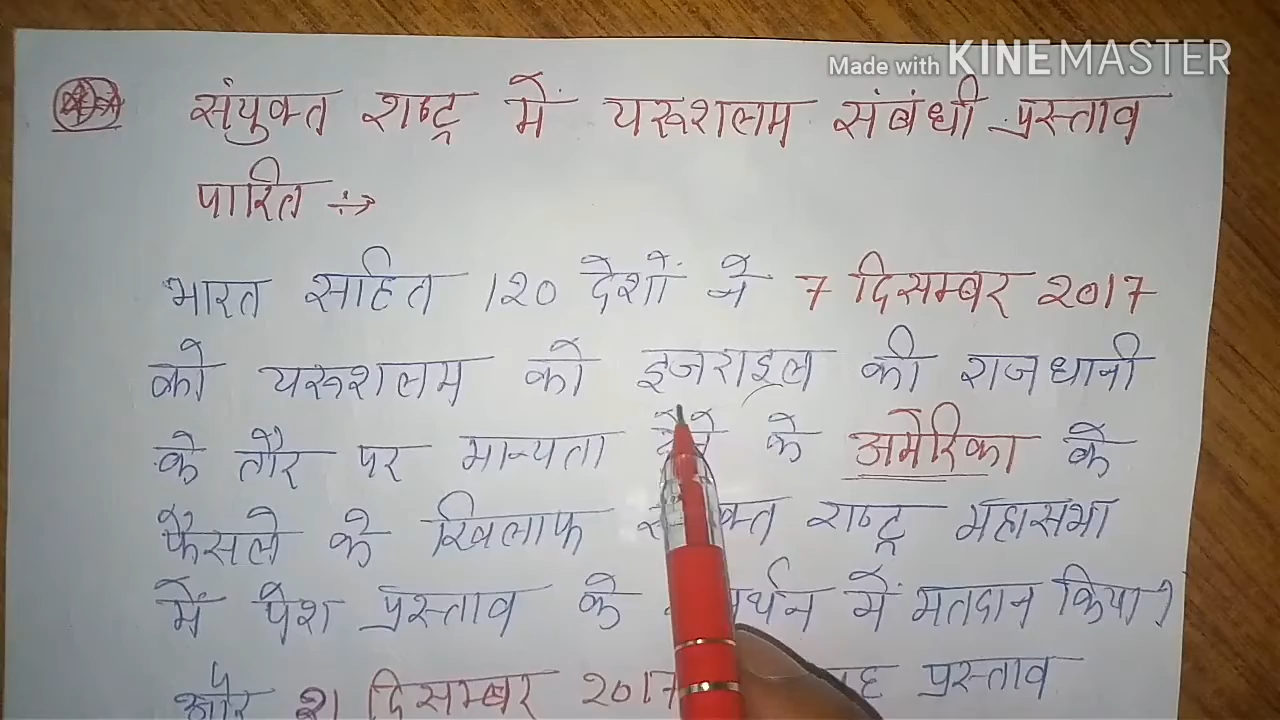 Made with KINEMASTER
संयुक्त राष्ट्र में यरूशलम संबंधी प्रस्ताव
पारित ÷→
भारत सहित 120 देशों ने 7 दिसम्बर 2017
को यरूशलम को इजराइल की राजधानी
के तौर पर मान्यता के अमेरिका के
फैसले के खिलाफ राष्ट्र महासभा
में पेश प्रस्ताव के में मतदान किया।
और 21 दिसम्बर 2017 प्रस्ताव